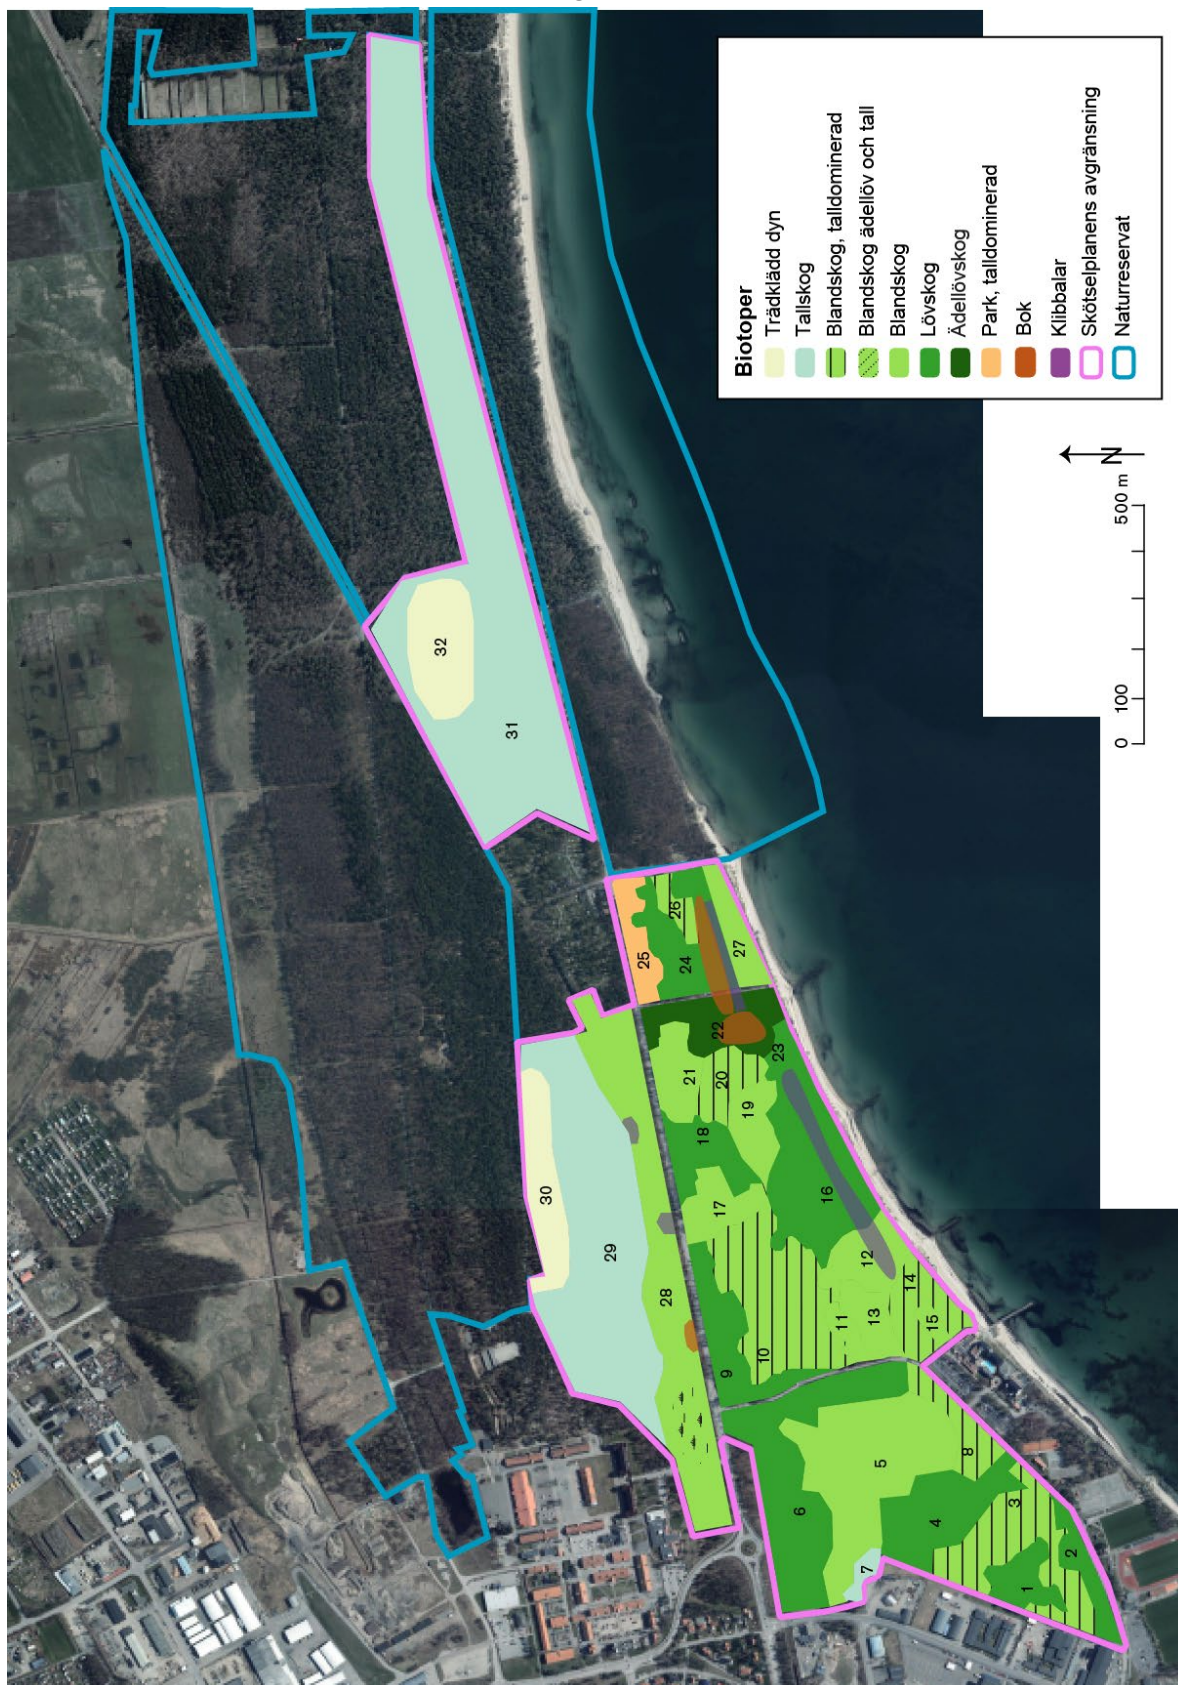 Biotoper
Trädklädd dyn
Tallskog
Blandskog, talldominerad
Blandskog ädellöv och tall
Blandskog
Lövskog
Ädellövskog
Park, talldominerad
Bok
Klibbalar
Skötselplanens avgränsning
Naturreservat
N
0 100 500 m
1
2
3
4
5
6
7
8
9
10
11
12
13
14
15
16
17
18
19
20
21
22
23
24
25
26
27
28
29
30
31
32